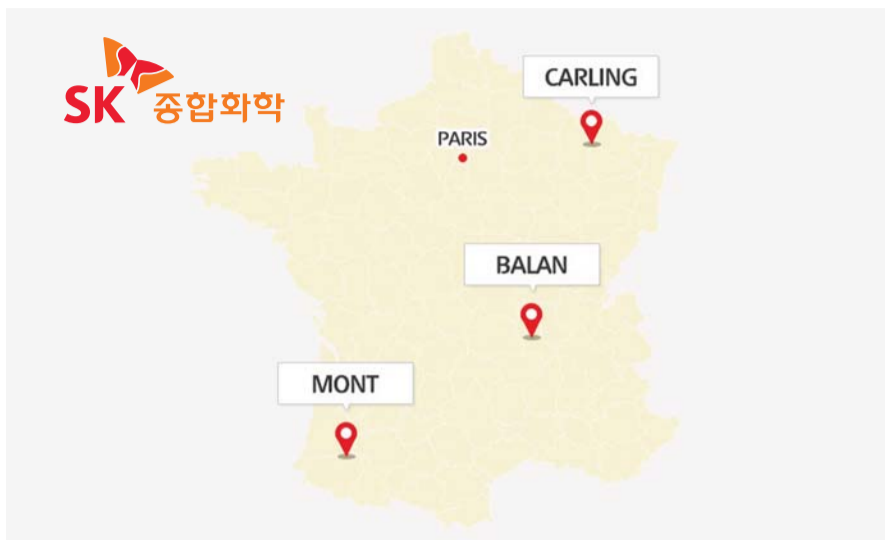 SK 종합화학
CARLING
PARIS
BALAN
MONT